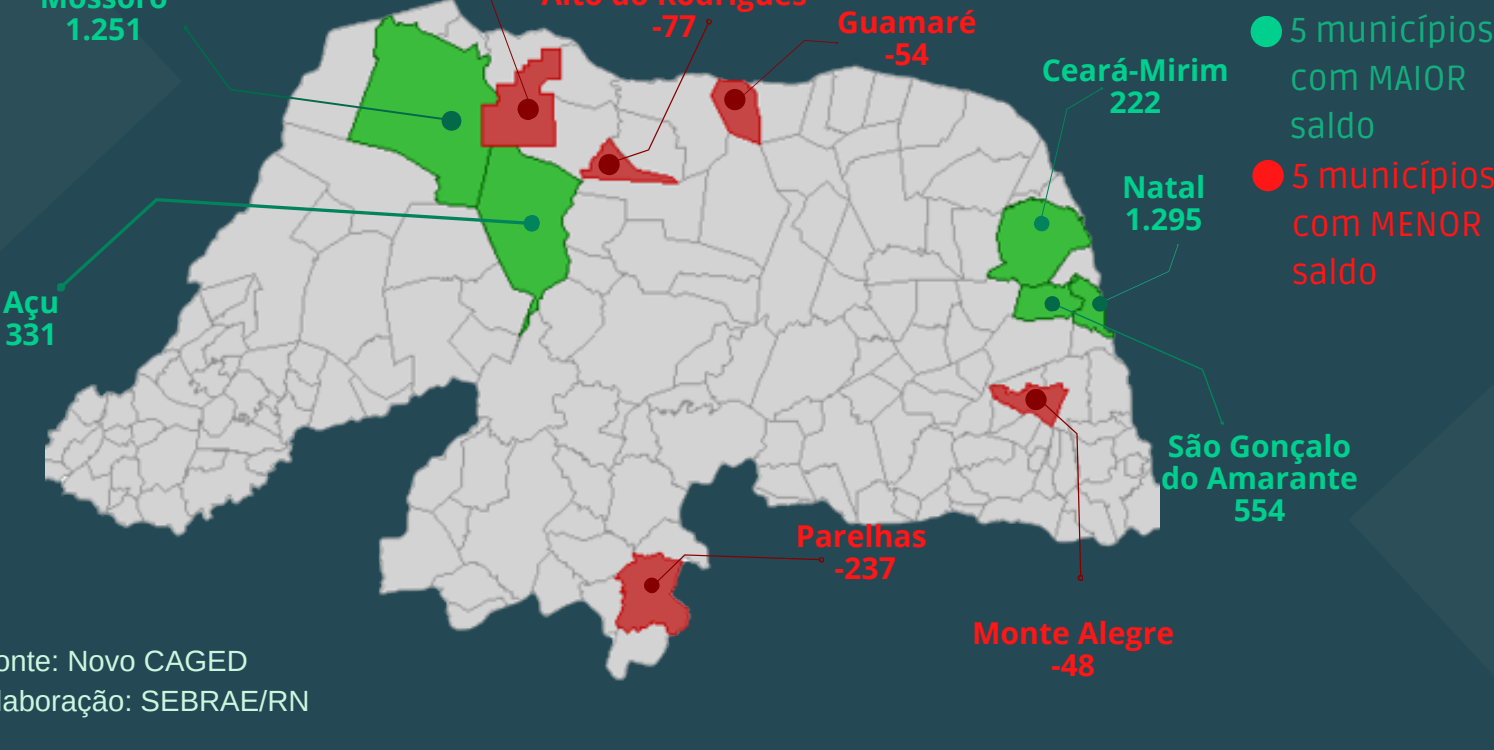 Mossoró
1.251
Alto do Rodrigues
-77
Guamaré
-54
Ceará-Mirim
222
Natal
1.295
5 municípios
com MAIOR
saldo
5 municípios
com MENOR
saldo
Açu
331
São Gonçalo
do Amarante
554
Parelhas
-237
Monte Alegre
-48
onte: Novo CAGED
laboração: SEBRAE/RN